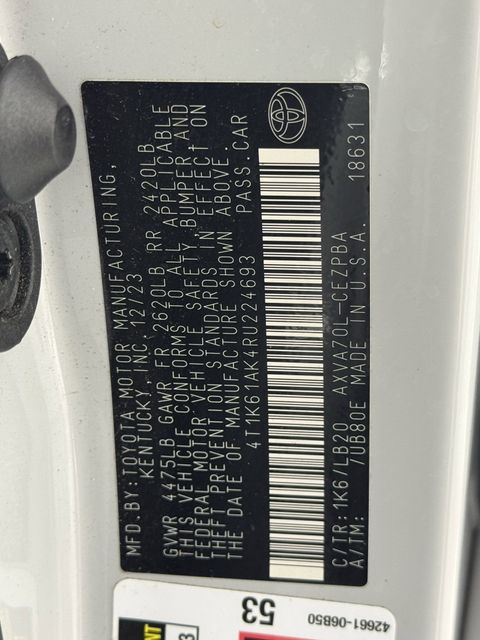 MFD BY:TOYOTA MOTOR MANUFACTURING,
KENTUCKY, INC. 12/23
GVWR 4475LB GAWR FR 2620LB RR 2420LB
THIS VEHICLE CONFORMS TO ALL APPLICABLE
FEDERAL MOTOR VEHICLE SAFETY, BUMPER AND
THEFT PREVENTION STANDARDS IN EFFECT ON
THE DATE OF MANUFACTURE SHOWN ABOVE.
4T1K61AK4RU224693 PASS.CAR
C/TR:1K6/LB20 AXVA70L-CEZPBA
A/TM: 7UB80E MADE IN U.S.A. 18631
53
42661-06B50